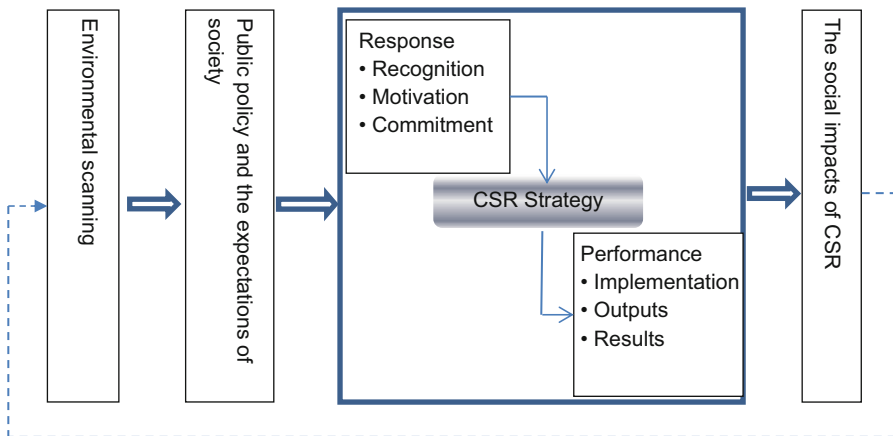 Environmental scanning
Public policy and the expectations of
society
Response
• Recognition
• Motivation
• Commitment
CSR Strategy
Performance
• Implementation
• Outputs
• Results
The social impacts of CSR